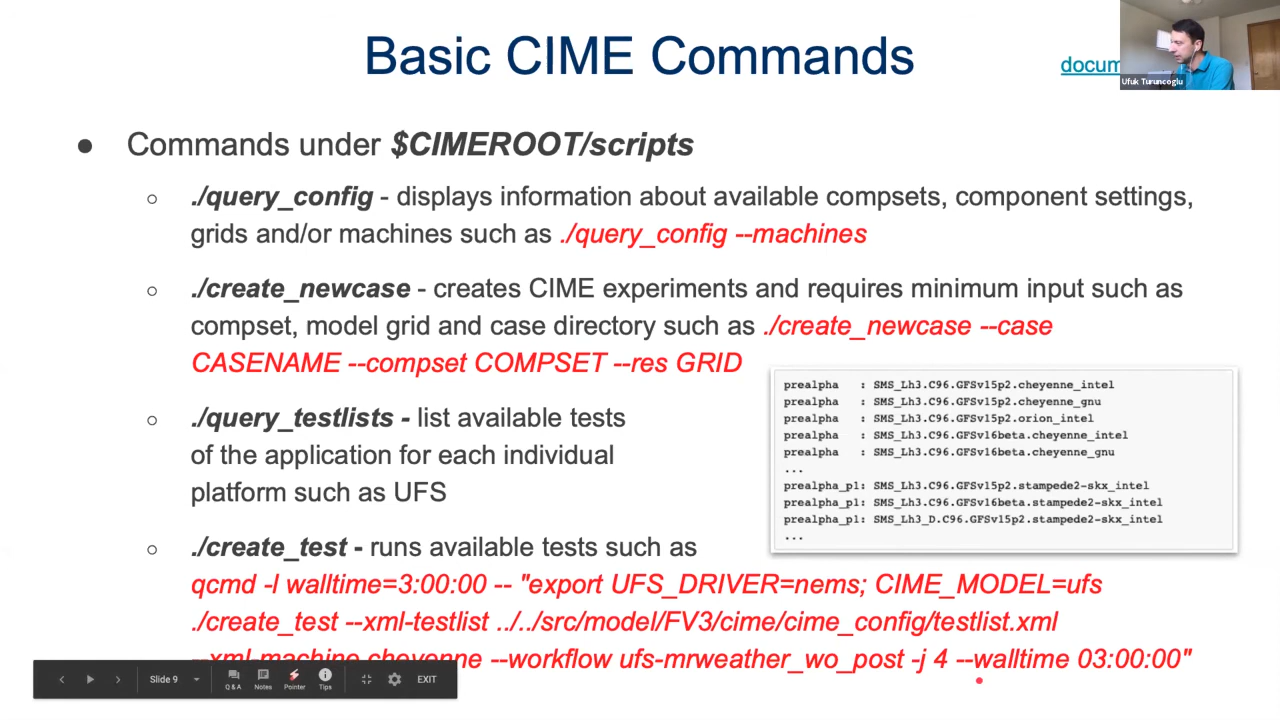 Basic CIME Commands
docum
Ufuk Turuncoglu
● Commands under $CIMEROOT/scripts
○ ./query_config - displays information about available compsets, component settings,
grids and/or machines such as ./query_config --machines
○ ./create_newcase - creates CIME experiments and requires minimum input such as
compset, model grid and case directory such as ./create_newcase --case
CASENAME --compset COMPSET --res GRID
○ ./query_testlists - list available tests
of the application for each individual
platform such as UFS
prealpha : SMS_Lh3.C96.GFSv15p2.cheyenne_intel
prealpha : SMS_Lh3.C96.GFSv15p2.cheyenne_gnu
prealpha : SMS_Lh3.C96.GFSv15p2.orion_intel
prealpha : SMS_Lh3.C96.GFSv16beta.cheyenne_intel
prealpha : SMS_Lh3.C96.GFSv16beta.cheyenne_gnu
...
prealpha_p1: SMS_Lh3.C96.GFSv15p2.stampede2-skx_intel
prealpha_p1: SMS_Lh3.C96.GFSv16beta.stampede2-skx_intel
prealpha_p1: SMS_Lh3_D.C96.GFSv15p2.stampede2-skx_intel
...
○ ./create_test - runs available tests such as
qcmd -l walltime=3:00:00 -- "export UFS_DRIVER=nems; CIME_MODEL=ufs
./create_test --xml-testlist ../../src/model/FV3/cime/cime_config/testlist.xml
--xml-machine cheyenne --workflow ufs-mrweather_wo_post -j 4 --walltime 03:00:00"
Slide 9
Q & A
Notes
Pointer
Tips
EXIT